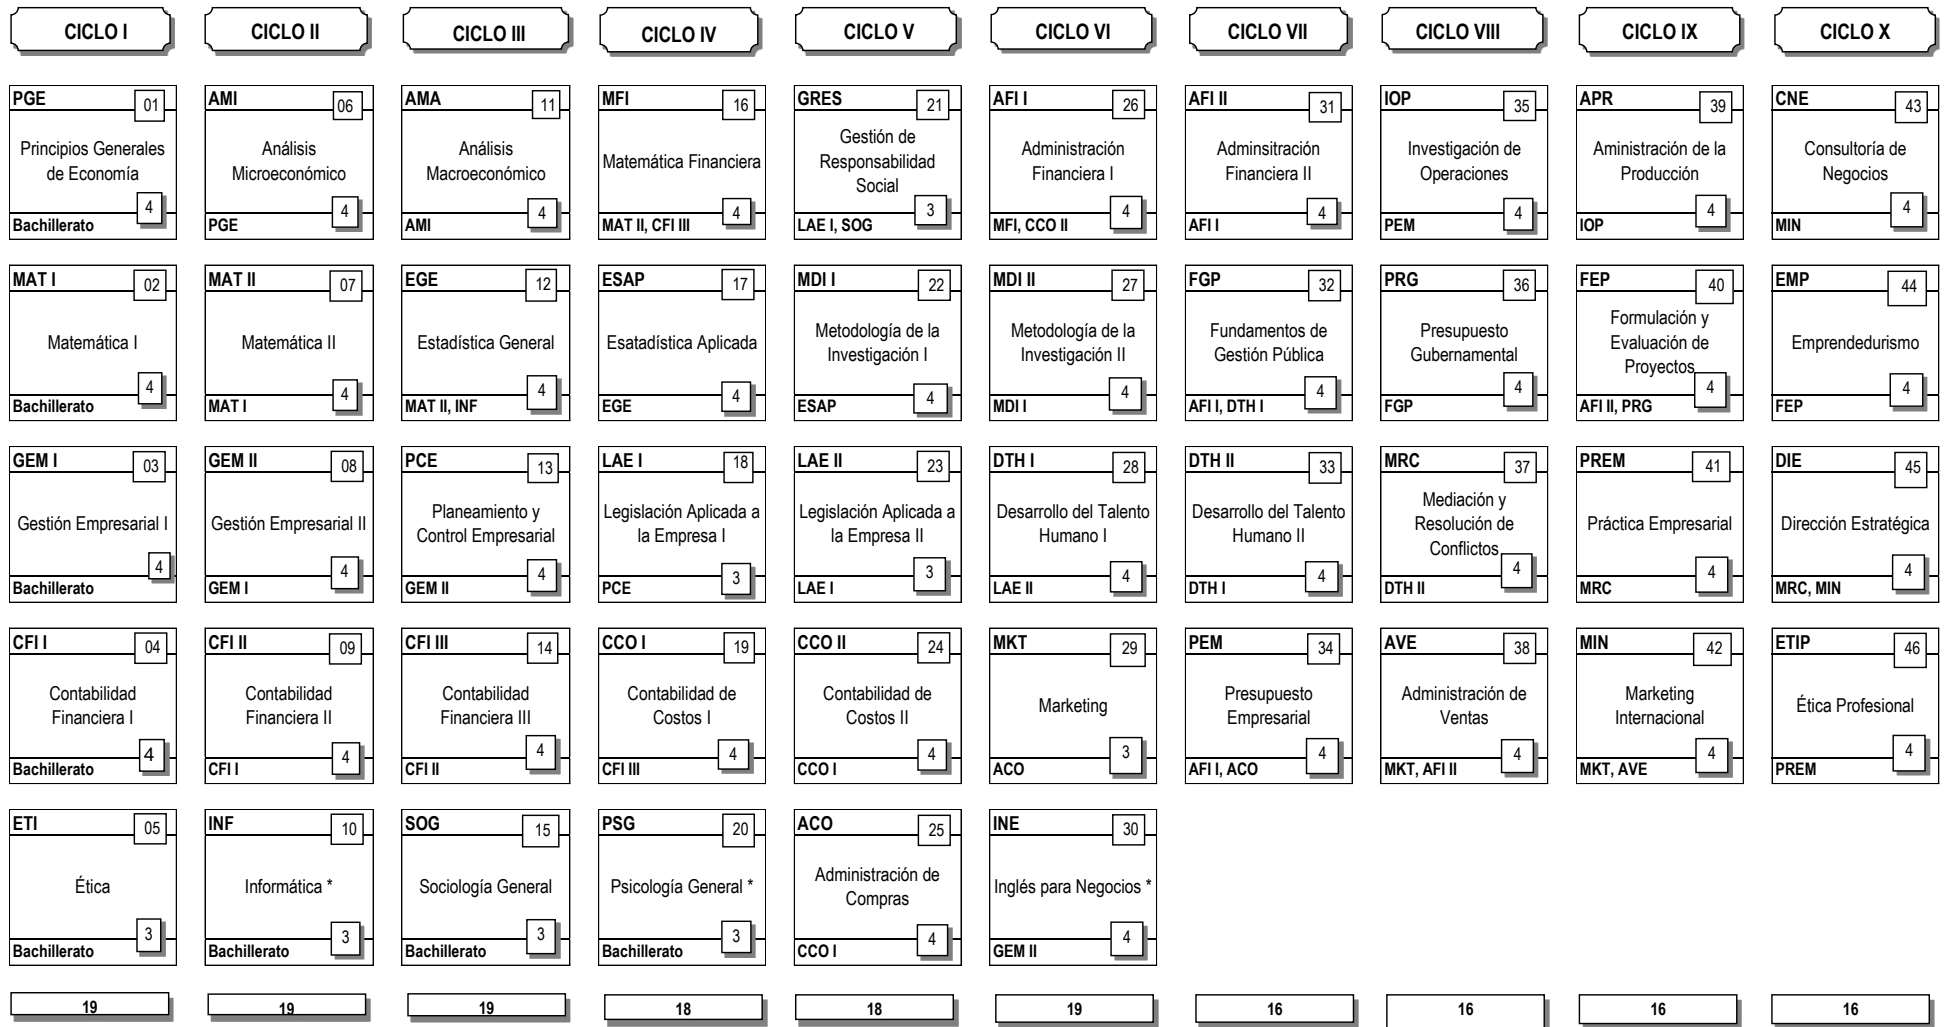 CICLO I
CICLO II
CICLO III
CICLO IV
CICLO V
CICLO VI
CICLO VII
CICLO VIII
CICLO IX
CICLO X
PGE
01
Principios Generales
de Economía
4
Bachillerato
AMI
06
Análisis
Microeconómico
4
PGE
AMA
11
Análisis
Macroeconómico
4
AMI
MFI
16
Matemática Financiera
4
MAT II, CFI III
GRES
21
Gestión de
Responsabilidad
Social
3
LAE I, SOG
AFI I
26
Administración
Financiera I
4
MFI, CCO II
AFI II
31
Adminsitración
Financiera II
4
AFI I
IOP
35
Investigación de
Operaciones
4
PEM
APR
39
Aministración de la
Producción
4
IOP
CNE
43
Consultoría de
Negocios
4
MIN
MAT I
02
Matemática I
4
Bachillerato
MAT II
07
Matemática II
4
MAT I
EGE
12
Estadística General
4
MAT II, INF
ESAP
17
Esatadística Aplicada
4
EGE
MDI I
22
Metodología de la
Investigación I
4
ESAP
MDI II
27
Metodología de la
Investigación II
4
MDI I
FGP
32
Fundamentos de
Gestión Pública
4
AFI I, DTH I
PRG
36
Presupuesto
Gubernamental
4
FGP
FEP
40
Formulación y
Evaluación de
Proyectos
4
AFI II, PRG
EMP
44
Emprendedurismo
4
FEP
GEM I
03
Gestión Empresarial I
4
Bachillerato
GEM II
08
Gestión Empresarial II
4
GEM I
PCE
13
Planeamiento y
Control Empresarial
4
GEM II
LAE I
18
Legislación Aplicada a
la Empresa I
3
PCE
LAE II
23
Legislación Aplicada a
la Empresa II
3
LAE I
DTH I
28
Desarrollo del Talento
Humano I
4
LAE II
DTH II
33
Desarrollo del Talento
Humano II
4
DTH I
MRC
37
Mediación y
Resolución de
Conflictos
4
DTH II
PREM
41
Práctica Empresarial
4
MRC
DIE
45
Dirección Estratégica
4
MRC, MIN
CFI I
04
Contabilidad
Financiera I
4
Bachillerato
CFI II
09
Contabilidad
Financiera II
4
CFI I
CFI III
14
Contabilidad
Financiera III
4
CFI II
CCO I
19
Contabilidad de
Costos I
4
CFI III
CCO II
24
Contabilidad de
Costos II
4
CCO I
MKT
29
Marketing
3
ACO
PEM
34
Presupuesto
Empresarial
4
AFI I, ACO
AVE
38
Administración de
Ventas
4
MKT, AFI II
MIN
42
Marketing
Internacional
4
MKT, AVE
ETIP
46
Ética Profesional
4
PREM
ETI
05
Ética
3
Bachillerato
INF
10
Informática *
3
Bachillerato
SOG
15
Sociología General
3
Bachillerato
PSG
20
Psicología General *
3
Bachillerato
ACO
25
Administración de
Compras
4
CCO I
INE
30
Inglés para Negocios *
4
GEM II
19
19
19
18
18
19
16
16
16
16